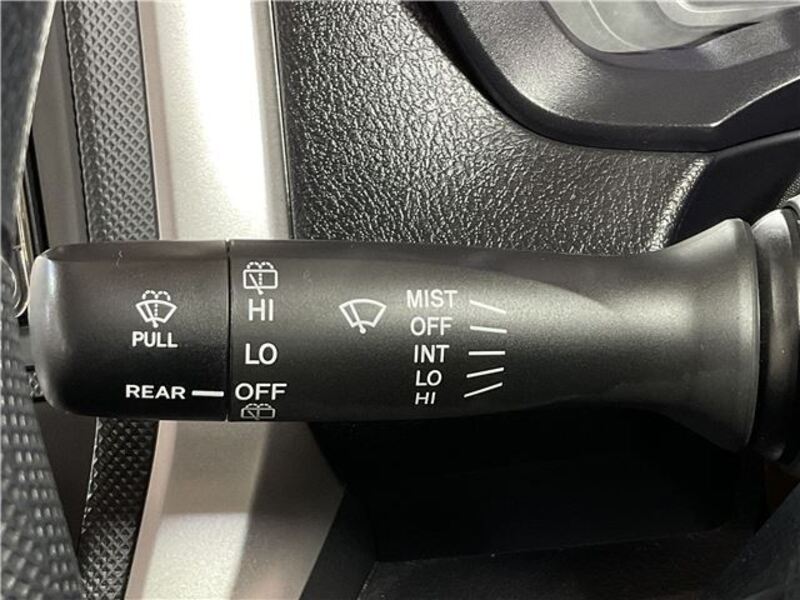 PULL
REAR
HI
LO
OFF
MIST
OFF
INT
LO
HI